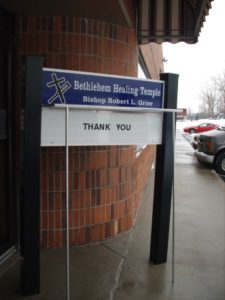 Bethlehem Healing Temple
Bishop Robert L. Grier
THANK YOU